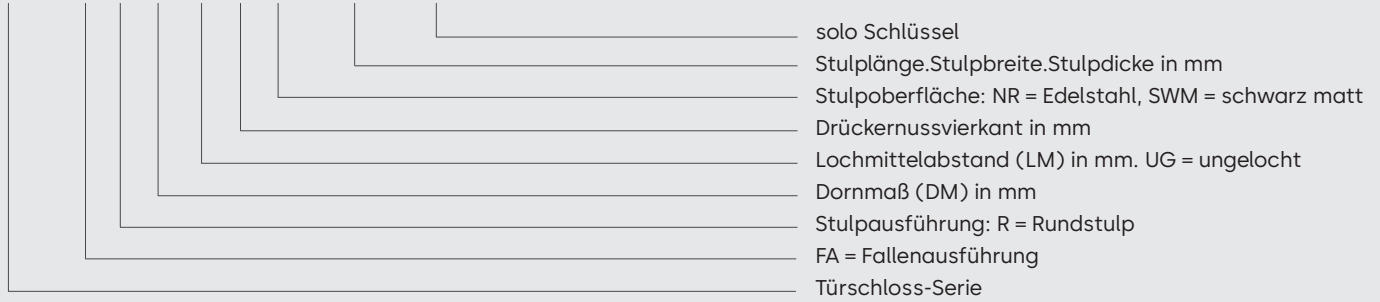 solo Schlüssel
Stulplänge.Stulpbreite.Stulpdicke in mm
Stulpoberfläche: NR = Edelstahl, SWM = schwarz matt
Drückernussvierkant in mm
Lochmittelabstand (LM) in mm. UG = ungelocht
Dornmaß (DM) in mm
Stulpausführung: R = Rundstulp
FA = Fallenausführung
Türschloss-Serie